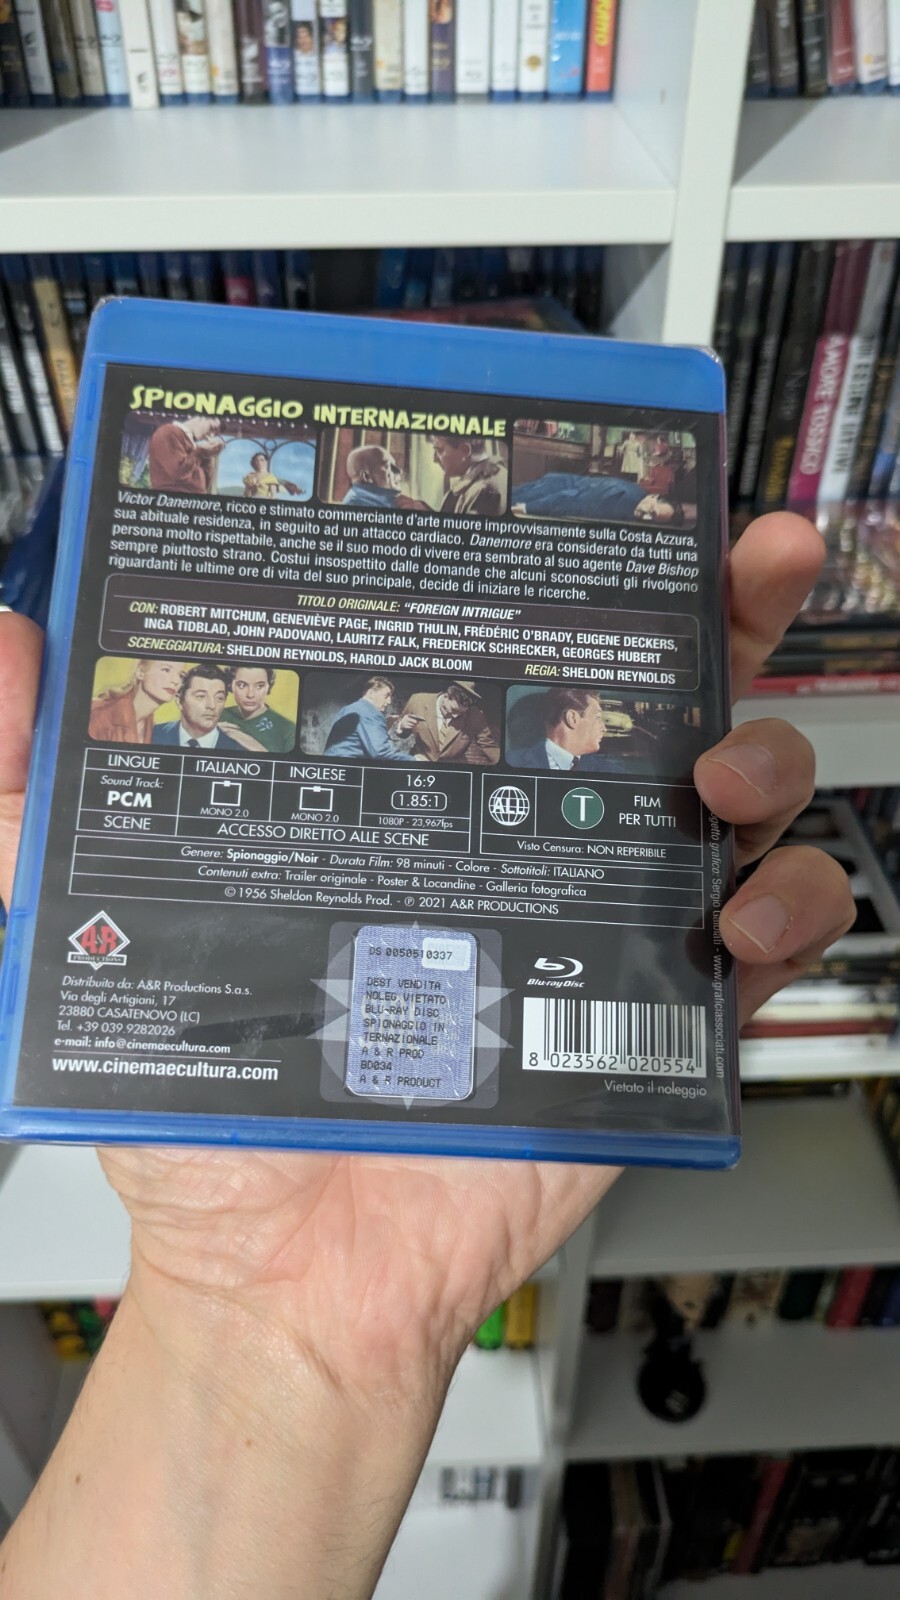 AMORE TOSSICO
SPIONAGGIO INTERNAZIONALE
Victor Danemore, ricco e stimato commerciante d'arte muore improvvisamente sulla Costa Azzura,
sua abituale residenza, in seguito ad un attacco cardiaco. Danemore era considerato da tutti una
persona molto rispettabile, anche se il suo modo di vivere era sembrato al suo agente Dave Bishop
sempre piuttosto strano. Costui insospettito dalle domande che alcuni sconosciuti gli rivolgono
riguardanti le ultime ore di vita del suo principale, decide di iniziare le ricerche.
TITOLO ORIGINALE: "FOREIGN INTRIGUE"
CON: ROBERT MITCHUM, GENEVIÈVE PAGE, INGRID THULIN, FRÉDÉRIC O'BRADY, EUGENE DECKERS,
INGA TIDBLAD, JOHN PADOVANO, LAURITZ FALK, FREDERICK SCHRECKER, GEORGES HUBERT
SCENEGGIATURA: SHELDON REYNOLDS, HAROLD JACK BLOOM REGIA: SHELDON REYNOLDS
LINGUE ITALIANO INGLESE 16:9
Sound Track: PCM MONO 2.0 MONO 2.0 1.85:1
1080P - 23,967fps
SCENE ACCESSO DIRETTO ALLE SCENE
ALL T FILM
PER TUTTI
Visto Censura: NON REPERIBILE
Genere: Spionaggio/Noir - Durata Film: 98 minuti - Colore - Sottotitoli: ITALIANO
Contenuti extra: Trailer originale - Poster & Locandine - Galleria fotografica
© 1956 Sheldon Reynolds Prod. - ℗ 2021 A&R PRODUCTIONS
A&R
PRODUCTIONS
Distribuito da: A&R Productions S.a.s.
Via degli Artigiani, 17
23880 CASATENOVO (LC)
Tel. +39 039.9282026
e-mail: info@cinemaecultura.com
www.cinemaecultura.com
DS 0050510337
DEST VENDITA
NOLEG VIETATO
BLU-RAY DISC
SPIONAGGIO IN
TERNAZIONALE
A & R PROD
BD034
A & R PRODUCT
Blu-ray Disc
8 023562 020554
Vietato il noleggio
grafico: Sergio
- www.graficiassociati.com